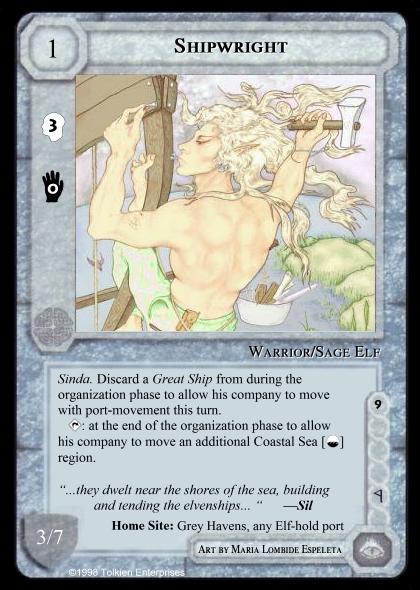 1
SHIPWRIGHT
3
WARRIOR/SAGE ELF
Sinda. Discard a Great Ship from during the
organization phase to allow his company to move
with port-movement this turn.
: at the end of the organization phase to allow
his company to move an additional Coastal Sea [ ]
region.
9
“...they dwelt near the shores of the sea, building
and tending the elvenships... “ —Sil
Home Site: Grey Havens, any Elf-hold port
3/7
ART BY MARIA LOMBIDE ESPELETA
©1998 Tolkien Enterprises